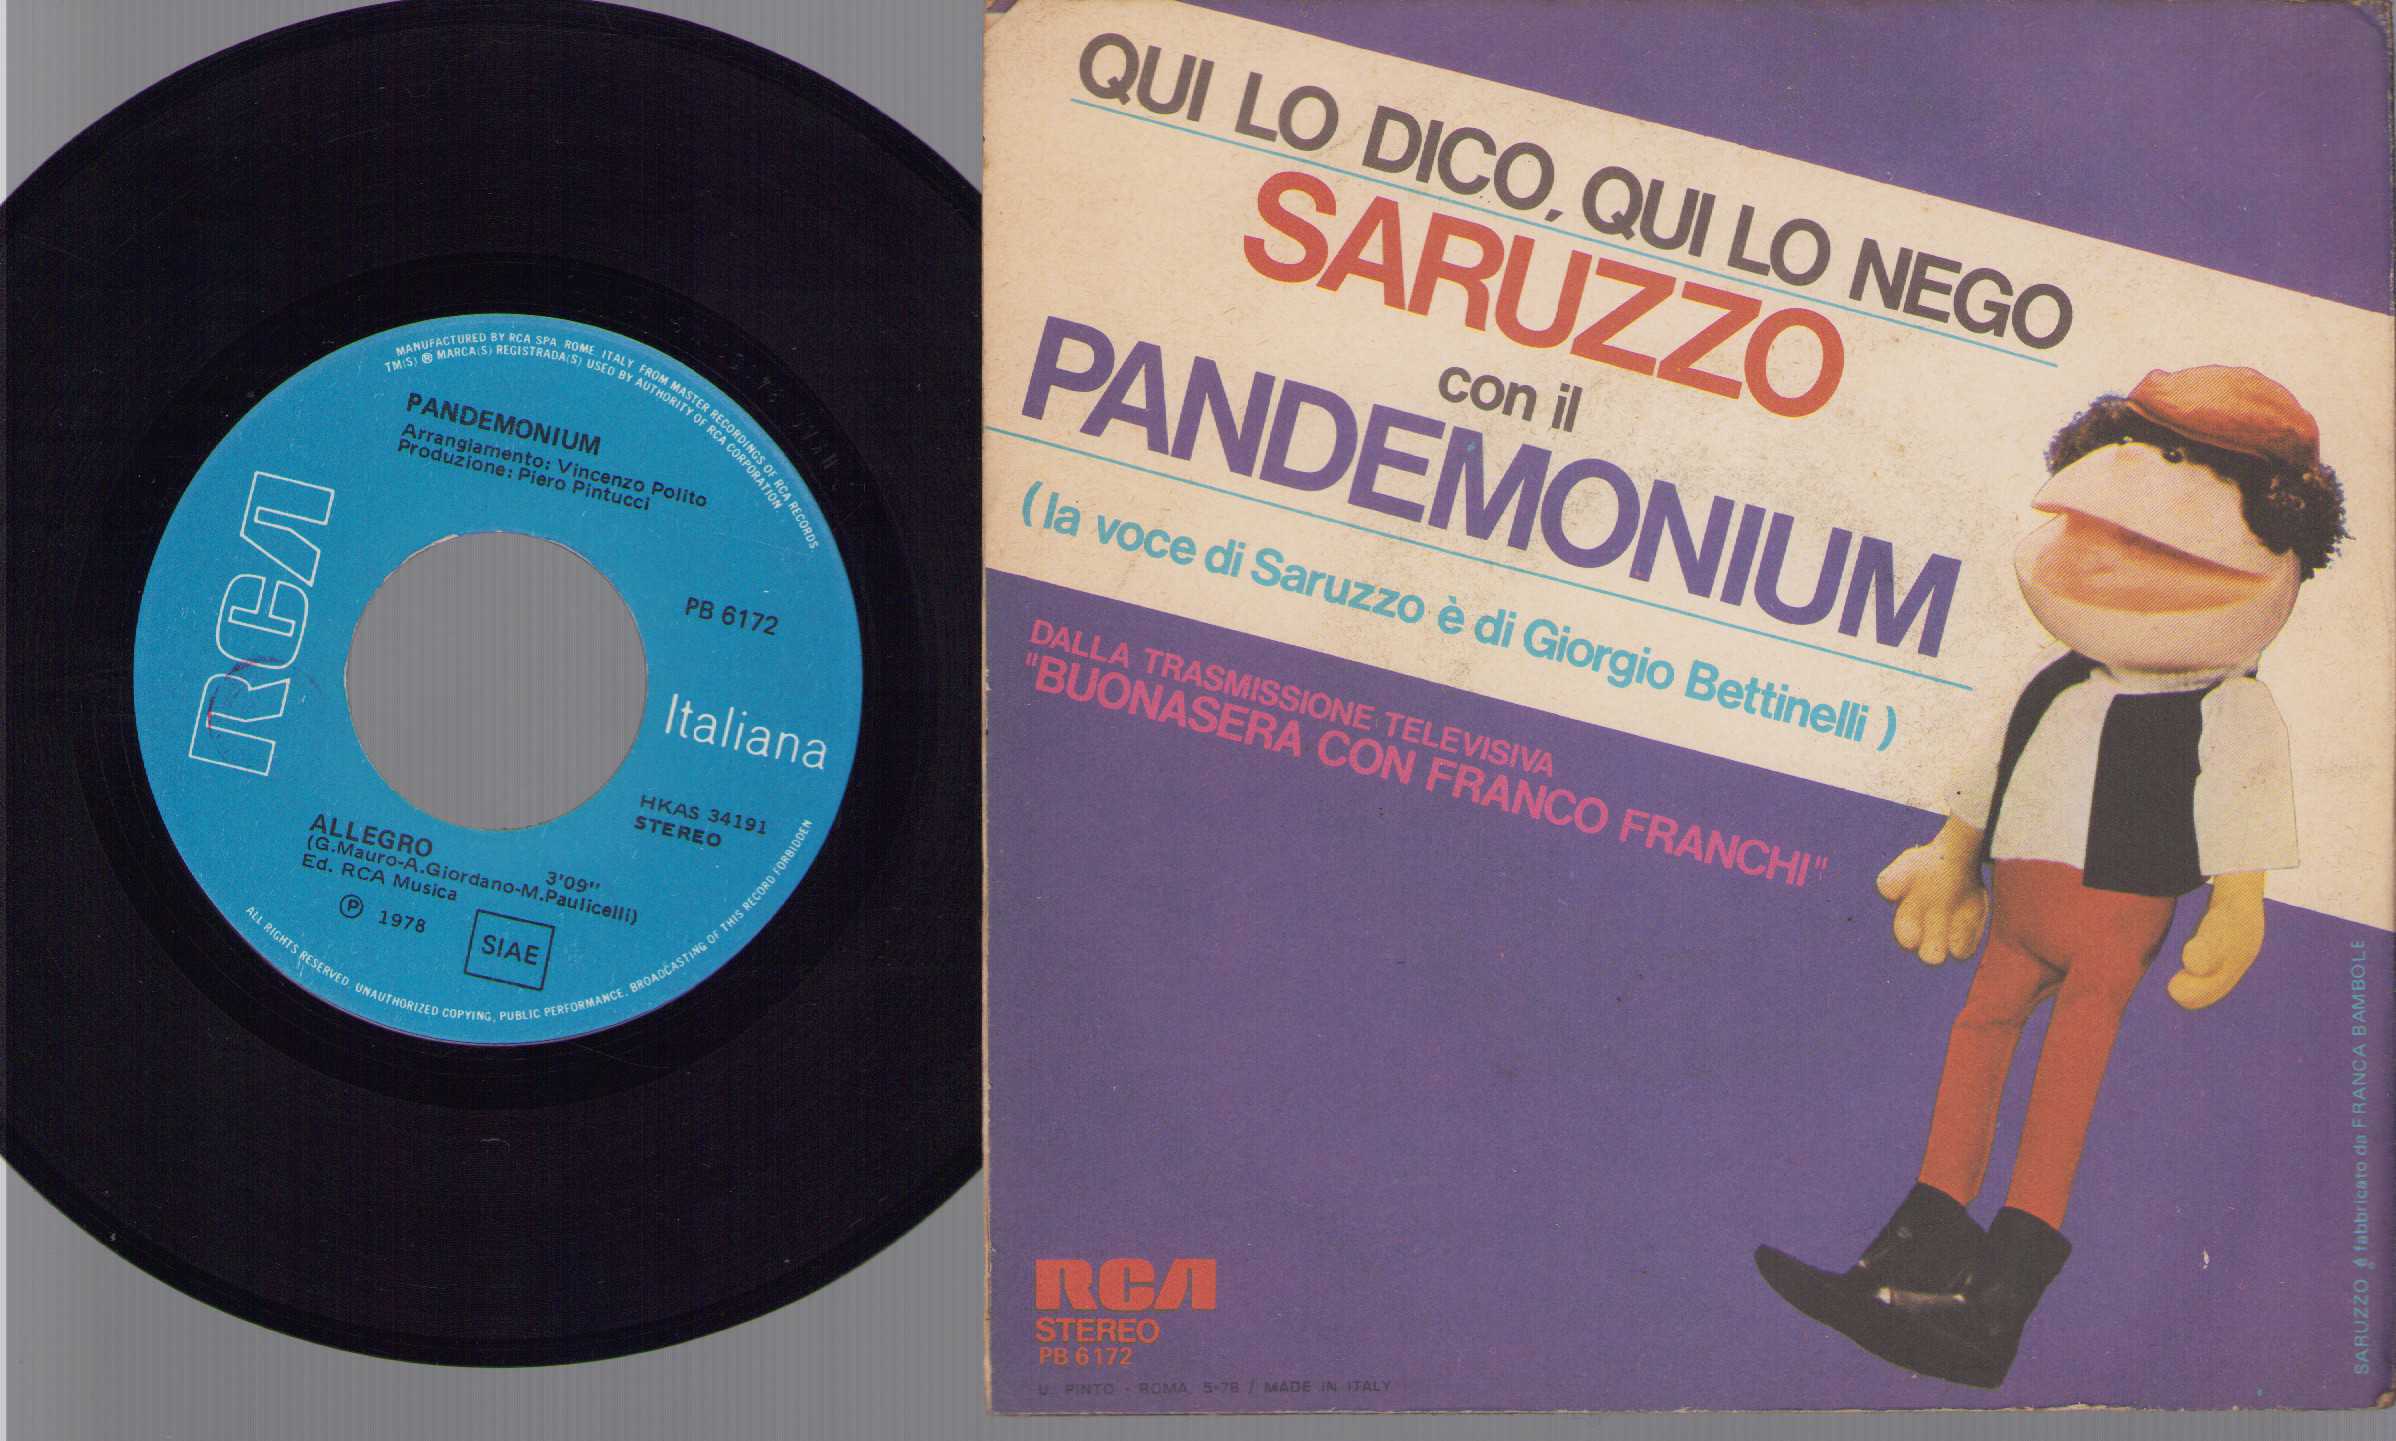 MANUFACTURED BY RCA SPA. ROME. ITALY. FROM MASTER RECORDINGS OF RCA RECORDS
TM(S) ® MARCA(S) REGISTRADA(S) USED BY AUTHORITY OF RCA CORPORATION
PANDEMONIUM
Arrangiamento: Vincenzo Polito
Produzione: Piero Pintucci
RCA
PB 6172
Italiana
HKAS 34191
STEREO
ALLEGRO
3'09"
(G.Mauro-A.Giordano-M.Paulicelli)
Ed. RCA Musica
℗ 1978
SIAE
ALL RIGHTS RESERVED. UNAUTHORIZED COPYING, PUBLIC PERFORMANCE, BROADCASTING OF THIS RECORD FORBIDDEN
QUI LO DICO, QUI LO NEGO
SARUZZO
con il
PANDEMONIUM
(la voce di Saruzzo è di Giorgio Bettinelli)
DALLA TRASMISSIONE TELEVISIVA
"BUONASERA CON FRANCO FRANCHI"
RCA
STEREO
PB 6172
U. PINTO - ROMA, 5-78 / MADE IN ITALY
SARUZZO è fabbricato da FRANCA BAMBOLE